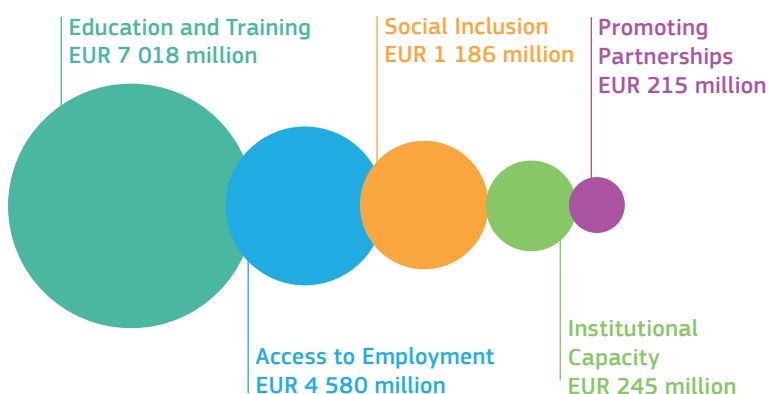 Education and Training
EUR 7 018 million
Social Inclusion
EUR 1 186 million
Promoting
Partnerships
EUR 215 million
Access to Employment
EUR 4 580 million
Institutional
Capacity
EUR 245 million